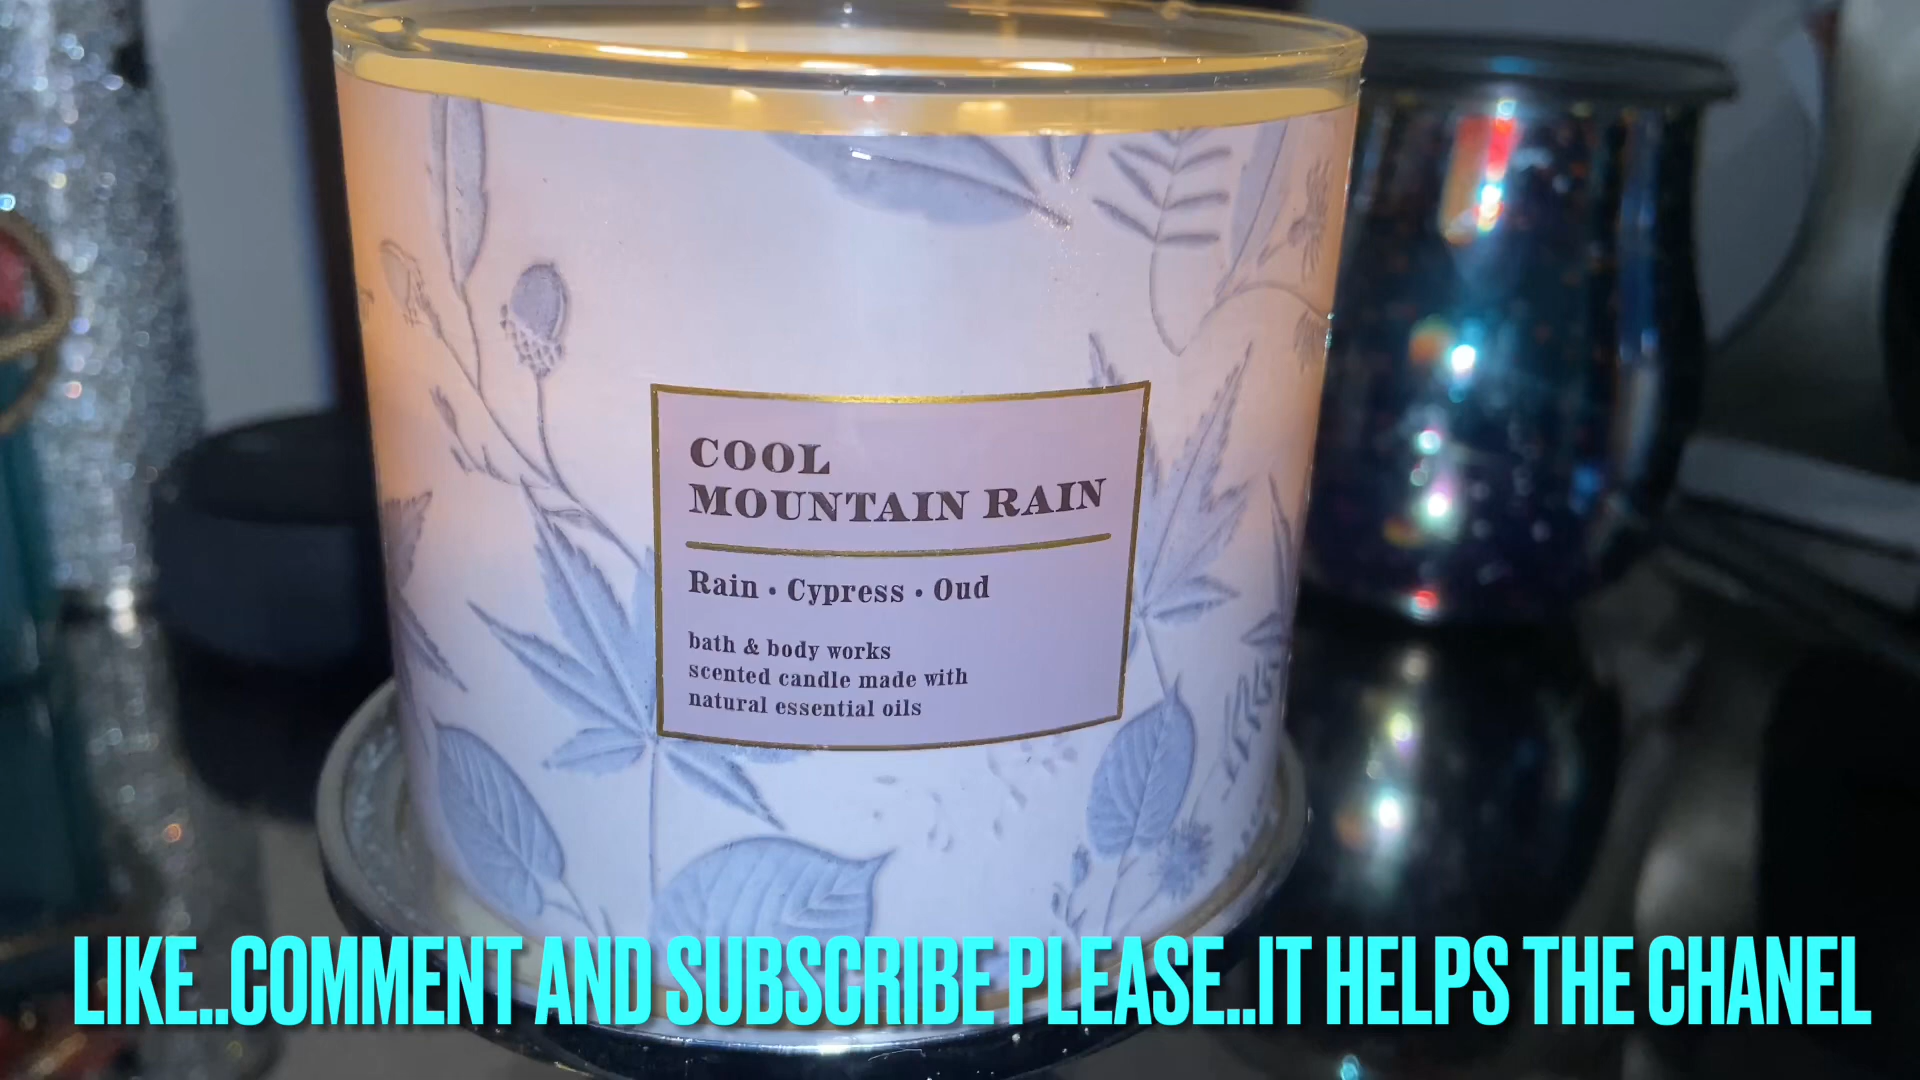 COOL
MOUNTAIN RAIN
Rain • Cypress • Oud
bath & body works
scented candle made with
natural essential oils
LIKE..COMMENT AND SUBSCRIBE PLEASE..IT HELPS THE CHANEL